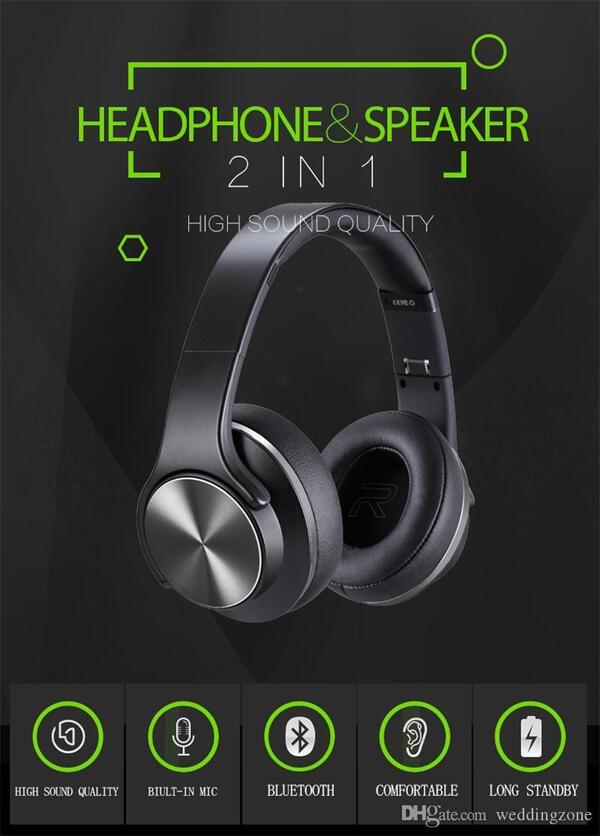 HEADPHONE&SPEAKER
2 IN 1
HIGH SOUND QUALITY
R
HIGH SOUND QUALITY
BIULT-IN MIC
BLUETOOTH
COMFORTABLE
LONG STANDBY
DHgate.com weddingzone